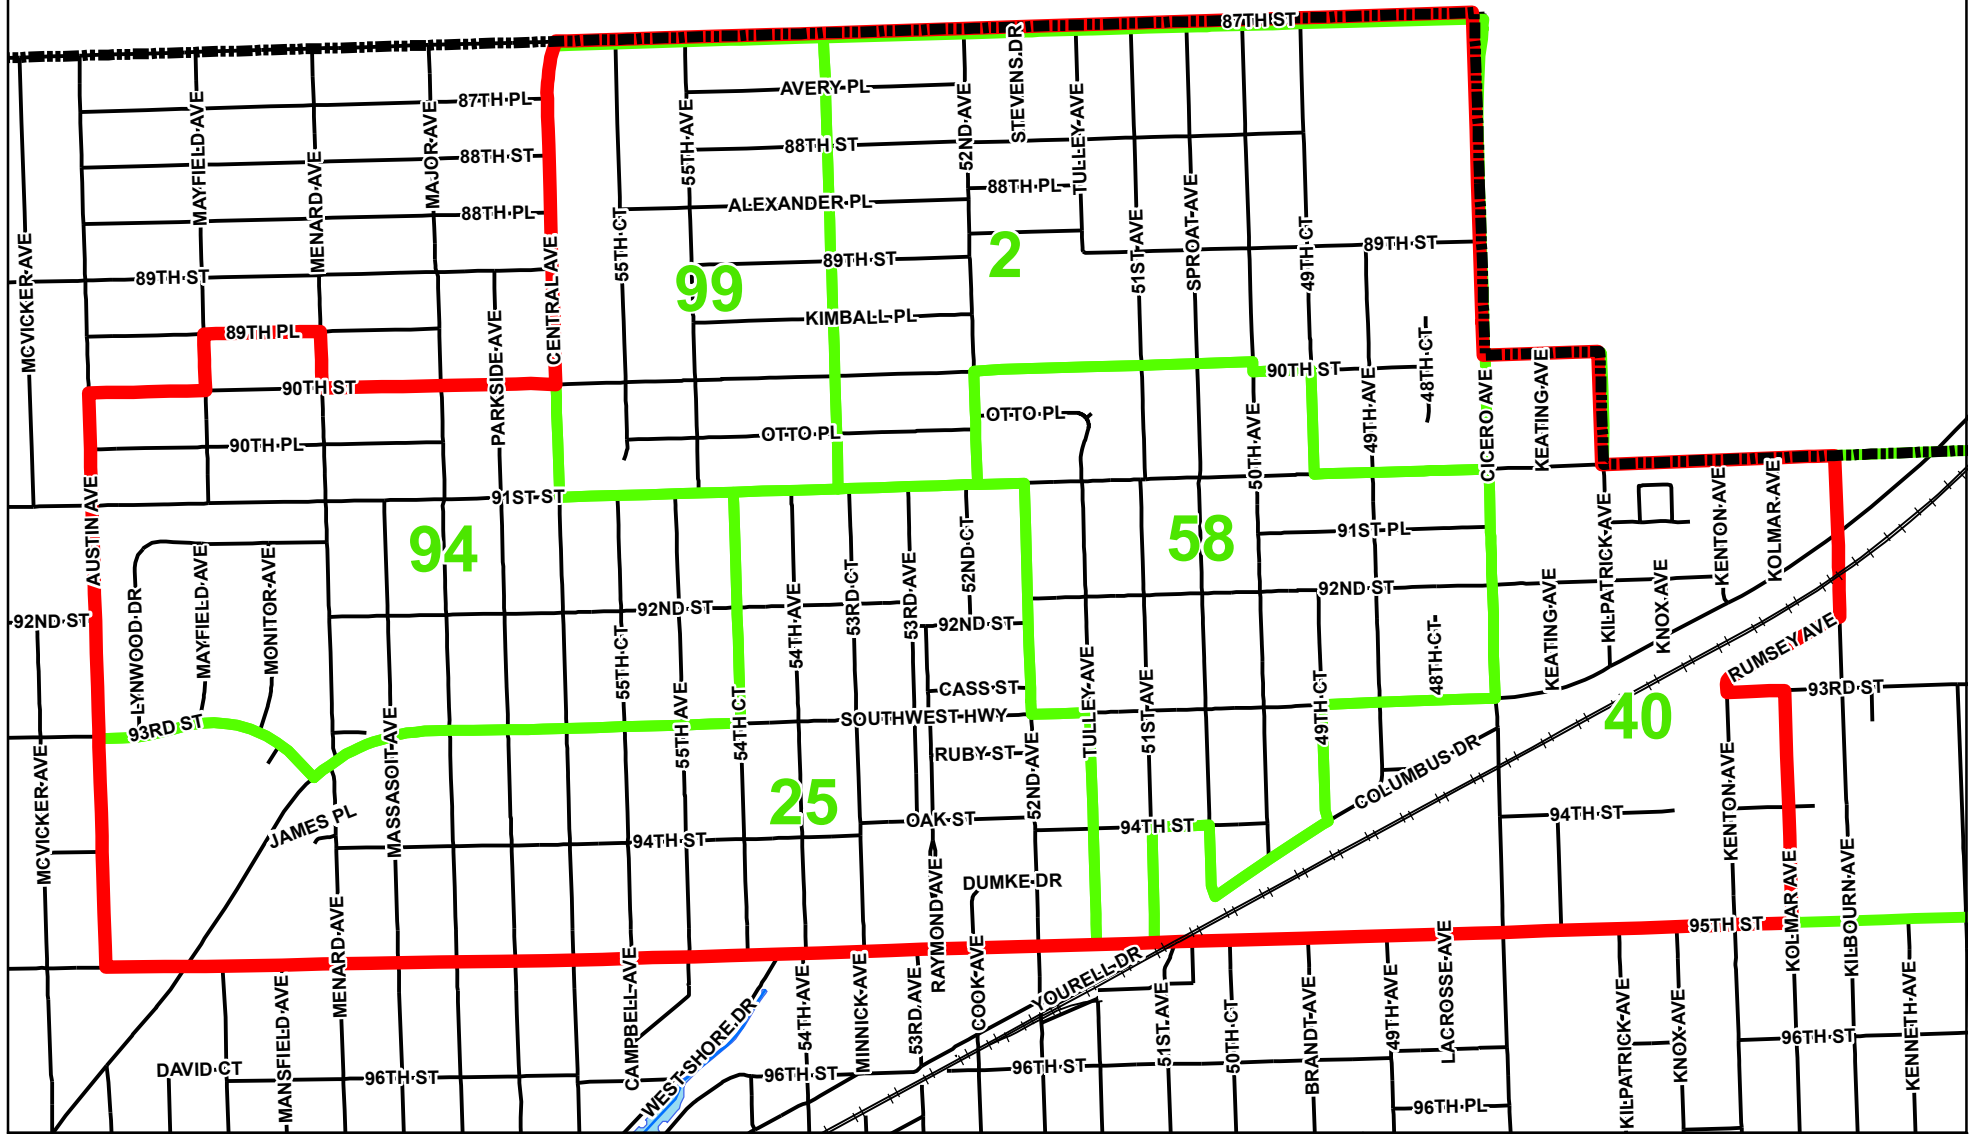 87TH ST
STEVENS DR
AVERY PL
87TH PL
MAYFIELD AVE
MAJOR AVE
55TH AVE
52ND AVE
TULLEY AVE
88TH ST
88TH ST
MENARD AVE
88TH PL
88TH PL
ALEXANDER PL
SPROAT AVE
51ST AVE
55TH CT
49TH CT
2
89TH ST
89TH ST
89TH ST
MCVICKER AVE
CENTRAL AVE
99
KIMBALL PL
89TH PL
PARKSIDE AVE
48TH CT
KEATING AVE
90TH ST
90TH ST
49TH AVE
CICERO AVE
OTTO PL
OTTO PL
50TH AVE
90TH PL
91ST ST
AUSTIN AVE
KENTON AVE
KOLMAR AVE
KILPATRICK AVE
94
58
91ST PL
52ND CT
53RD CT
53RD AVE
54TH AVE
92ND ST
92ND ST
92ND ST
92ND ST
KEATING AVE
KNOX AVE
LYNWOOD DR
MAYFIELD AVE
MONITOR AVE
55TH CT
48TH CT
RUMSEY AVE
CASS ST
93RD ST
93RD ST
SOUTHWEST HWY
TULLEY AVE
51ST AVE
49TH CT
40
MASSASOIT AVE
55TH AVE
54TH CT
RUBY ST
52ND AVE
COLUMBUS DR
MCVICKER AVE
KENTON AVE
25
JAMES PL
OAK ST
94TH ST
94TH ST
94TH ST
DUMKE DR
RAYMOND AVE
KOLMAR AVE
KILBOURN AVE
MENARD AVE
95TH ST
LACROSSE AVE
COOK AVE
YOURELL DR
CAMPBELL AVE
54TH AVE
MINNICK AVE
53RD AVE
51ST AVE
50TH CT
BRANDT AVE
49TH AVE
KILPATRICK AVE
KNOX AVE
KENNETH AVE
MANSFIELD AVE
WEST SHORE DR
DAVID CT
96TH ST
96TH ST
96TH ST
96TH ST
96TH PL